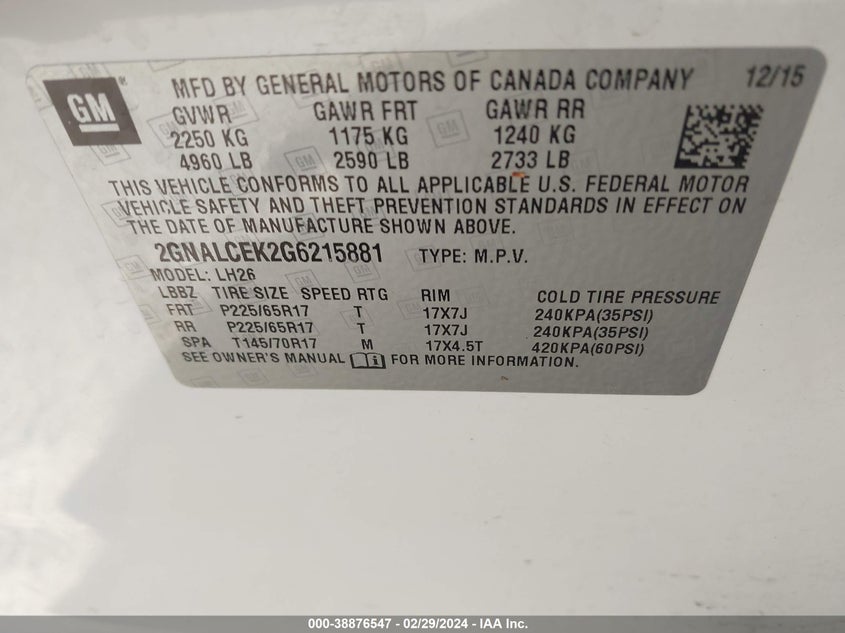 GM
MFD BY GENERAL MOTORS OF CANADA COMPANY 12/15
GVWR GAWR FRT GAWR RR
2250 KG 1175 KG 1240 KG
4960 LB 2590 LB 2733 LB
THIS VEHICLE CONFORMS TO ALL APPLICABLE U.S. FEDERAL MOTOR
VEHICLE SAFETY AND THEFT PREVENTION STANDARDS IN EFFECT ON
THE DATE OF MANUFACTURE SHOWN ABOVE.
2GNALCEK2G6215881 TYPE: M.P.V.
MODEL: LH26
LBBZ TIRE SIZE SPEED RTG RIM COLD TIRE PRESSURE
FRT P225/65R17 T 17X7J 240KPA(35PSI)
RR P225/65R17 T 17X7J 240KPA(35PSI)
SPA T145/70R17 M 17X4.5T 420KPA(60PSI)
SEE OWNER'S MANUAL FOR MORE INFORMATION.
000-38876547 - 02/29/2024 - IAA Inc.